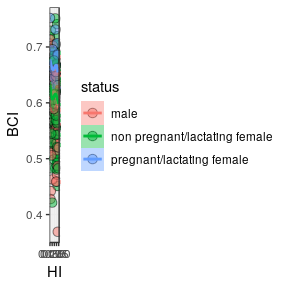 status
male
non pregnant/lactating female
pregnant/lactating female
BCI
0.7
0.6
0.5
0.4
HI